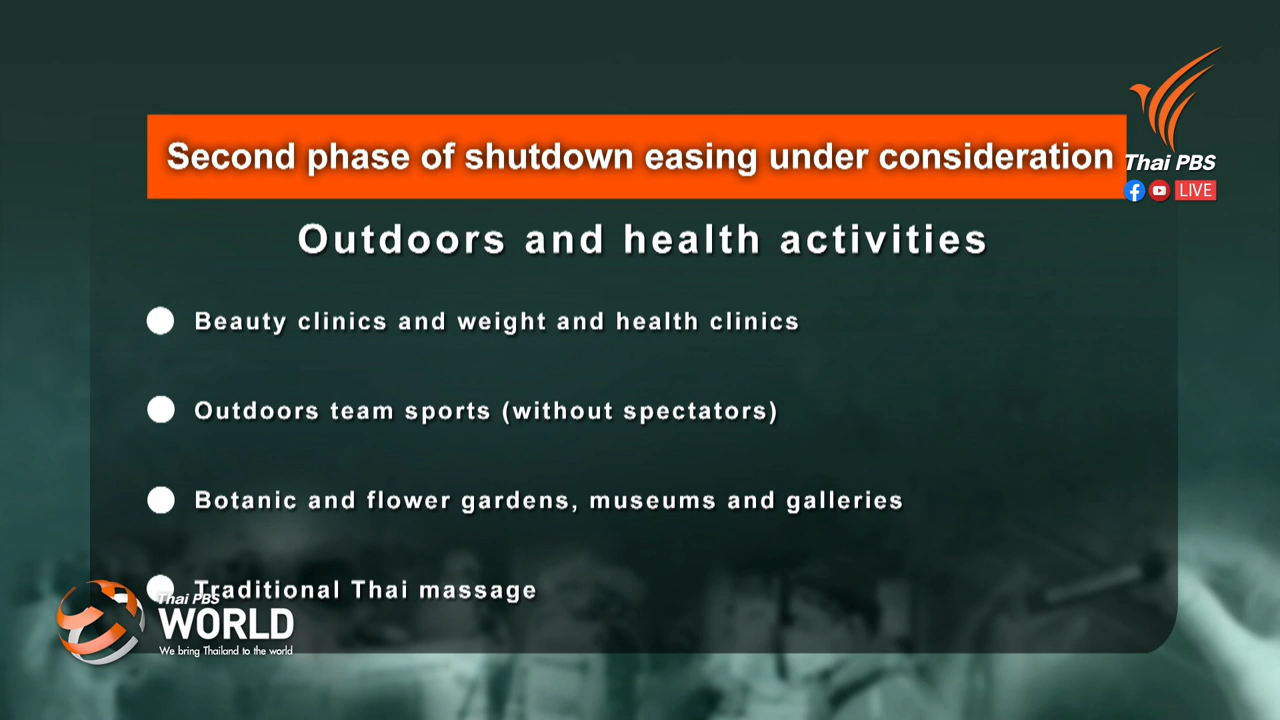 Second phase of shutdown easing under consideration
Thai PBS
LIVE
Outdoors and health activities
Beauty clinics and weight and health clinics
Outdoors team sports (without spectators)
Botanic and flower gardens, museums and galleries
Traditional Thai massage
Thai PBS
WORLD
We bring Thailand to the world